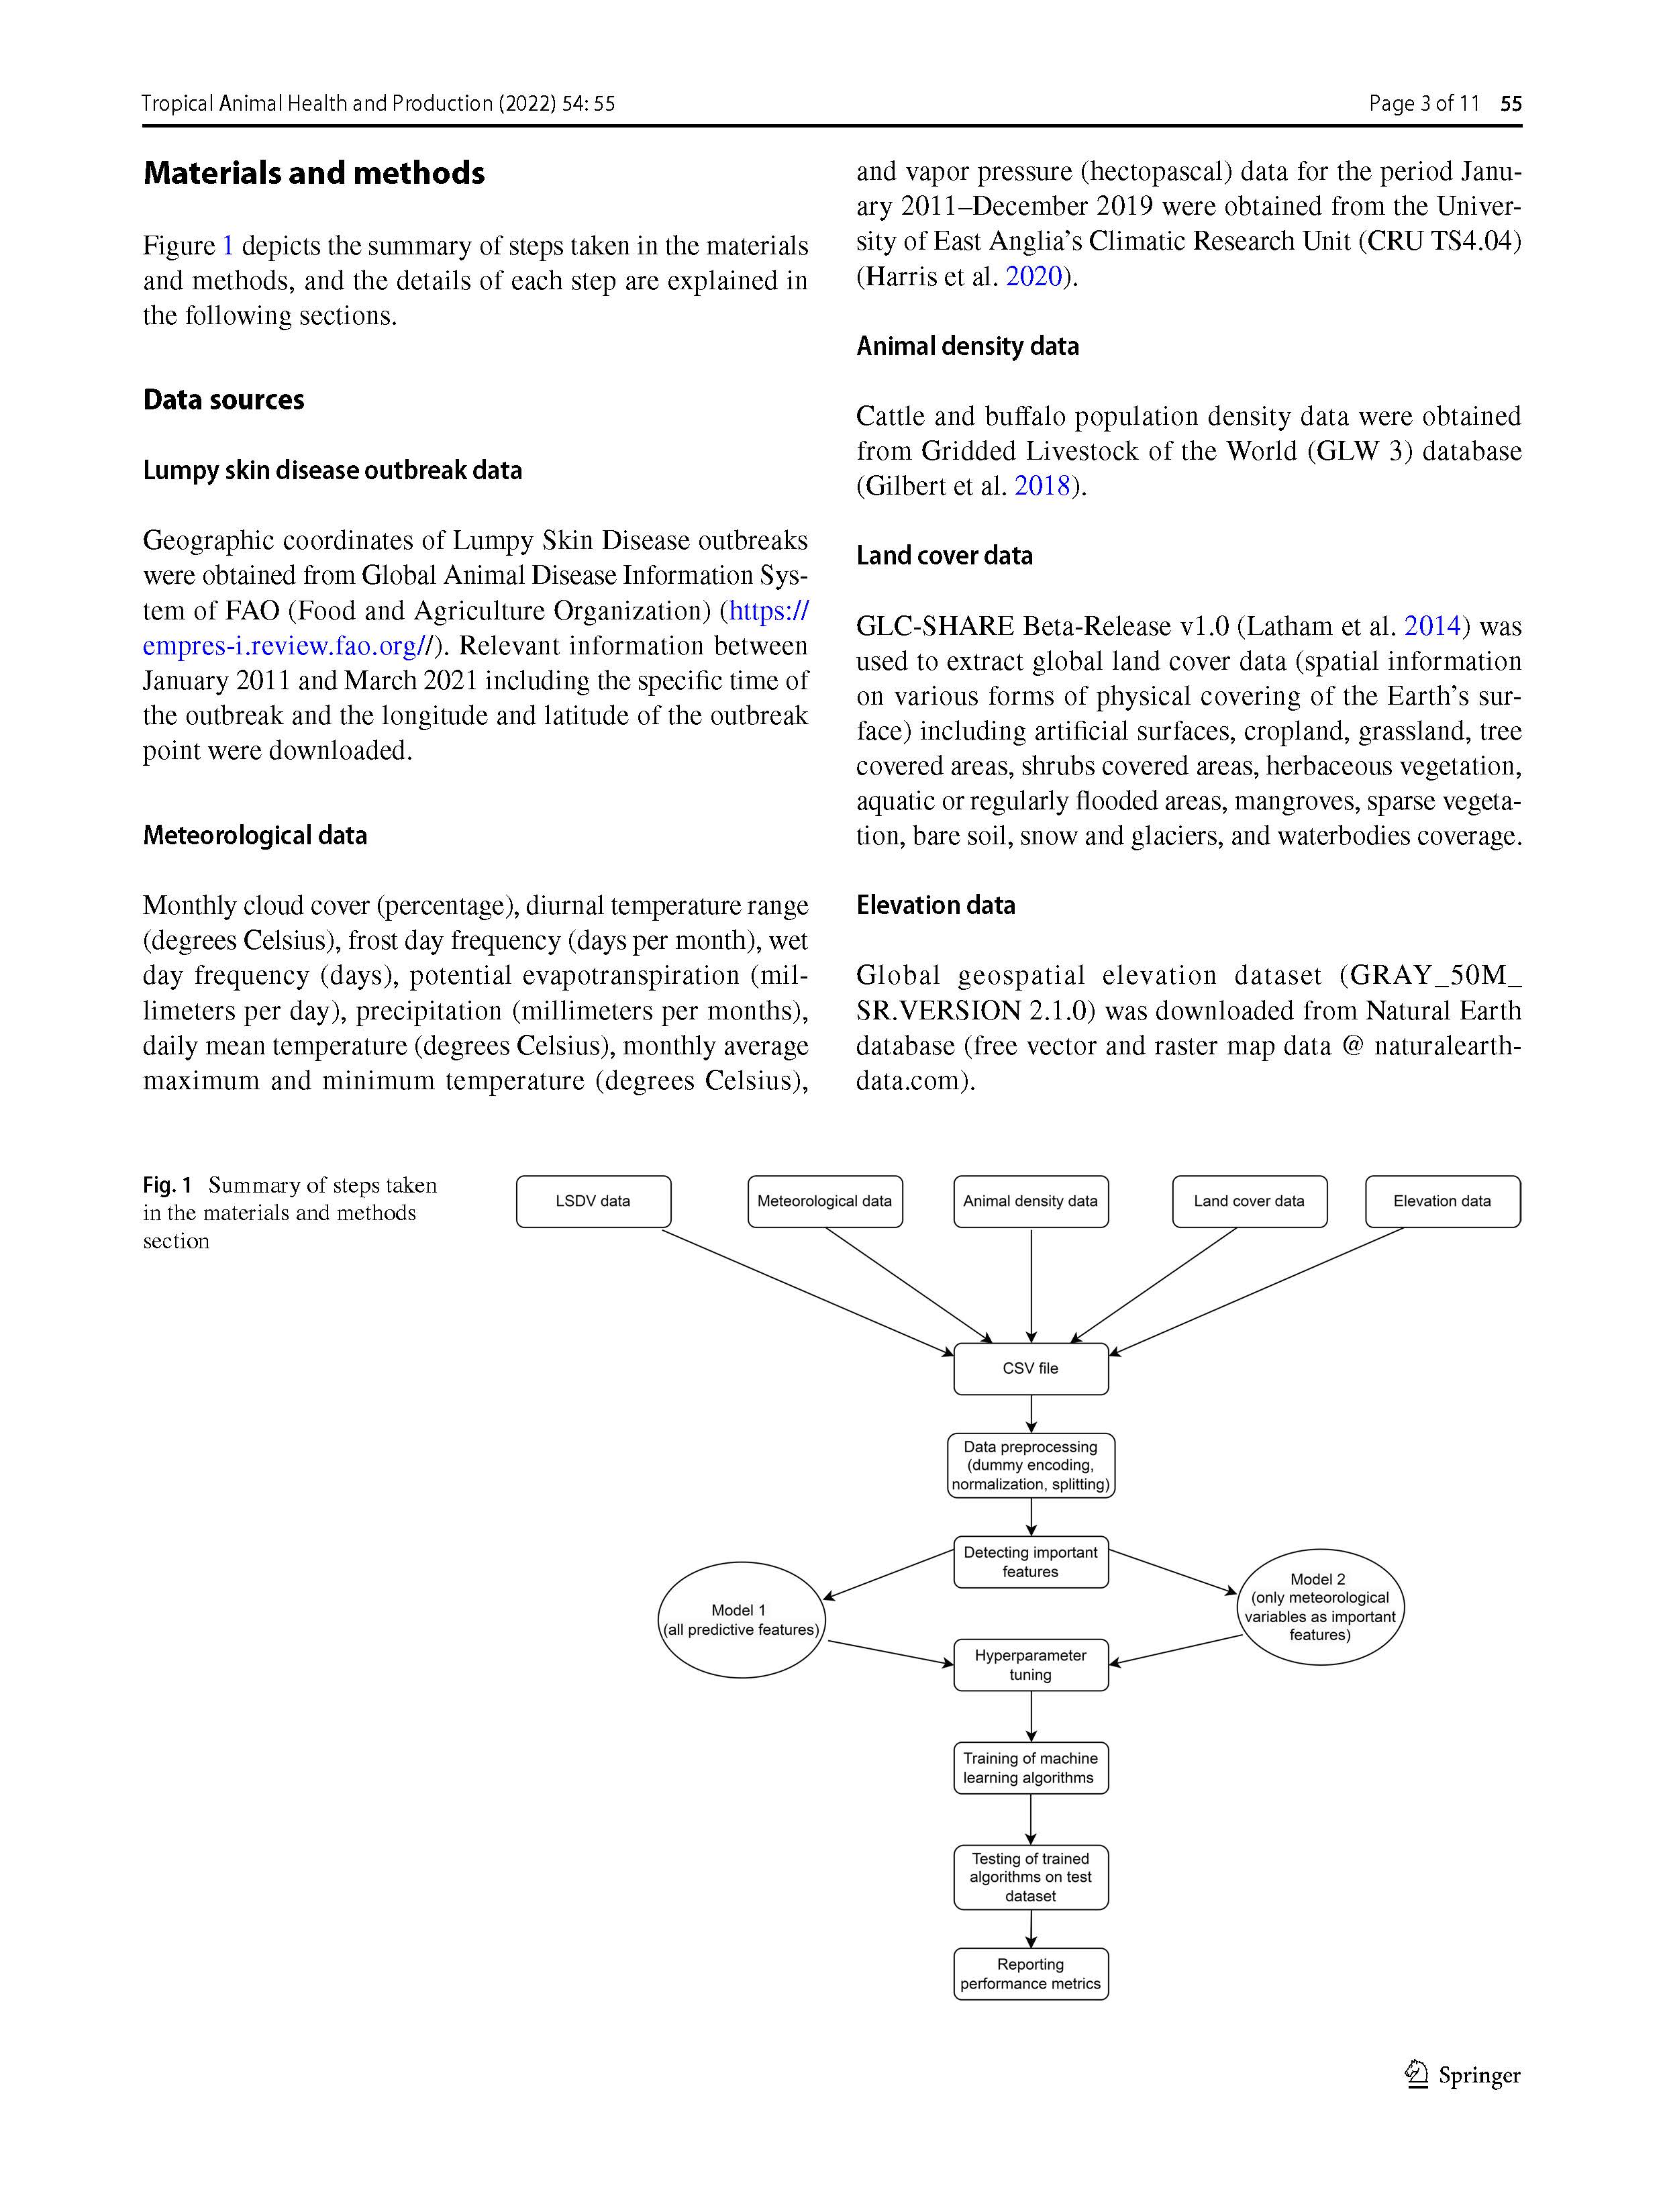 Tropical Animal Health and Production (2022) 54: 55
Page 3 of 11 55
Materials and methods
Figure 1 depicts the summary of steps taken in the materials
and methods, and the details of each step are explained in
the following sections.
Data sources
Lumpy skin disease outbreak data
Geographic coordinates of Lumpy Skin Disease outbreaks
were obtained from Global Animal Disease Information Sys-
tem of FAO (Food and Agriculture Organization) (https://
empres-i.review.fao.org//). Relevant information between
January 2011 and March 2021 including the specific time of
the outbreak and the longitude and latitude of the outbreak
point were downloaded.
Meteorological data
Monthly cloud cover (percentage), diurnal temperature range
(degrees Celsius), frost day frequency (days per month), wet
day frequency (days), potential evapotranspiration (mil-
limeters per day), precipitation (millimeters per months),
daily mean temperature (degrees Celsius), monthly average
maximum and minimum temperature (degrees Celsius),
and vapor pressure (hectopascal) data for the period Janu-
ary 2011–December 2019 were obtained from the Univer-
sity of East Anglia's Climatic Research Unit (CRU TS4.04)
(Harris et al. 2020).
Animal density data
Cattle and buffalo population density data were obtained
from Gridded Livestock of the World (GLW 3) database
(Gilbert et al. 2018).
Land cover data
GLC-SHARE Beta-Release v1.0 (Latham et al. 2014) was
used to extract global land cover data (spatial information
on various forms of physical covering of the Earth's sur-
face) including artificial surfaces, cropland, grassland, tree
covered areas, shrubs covered areas, herbaceous vegetation,
aquatic or regularly flooded areas, mangroves, sparse vegeta-
tion, bare soil, snow and glaciers, and waterbodies coverage.
Elevation data
Global geospatial elevation dataset (GRAY_50M_
SR.VERSION 2.1.0) was downloaded from Natural Earth
database (free vector and raster map data @ naturalearth-
data.com).
Fig. 1 Summary of steps taken
in the materials and methods
section
LSDV data
Meteorological data
Animal density data
Land cover data
Elevation data
CSV file
Data preprocessing
(dummy encoding,
normalization, splitting)
Detecting important
features
Model 1
(all predictive features)
Model 2
(only meteorological
variables as important
features)
Hyperparameter
tuning
Training of machine
learning algorithms
Testing of trained
algorithms on test
dataset
Reporting
performance metrics
Springer